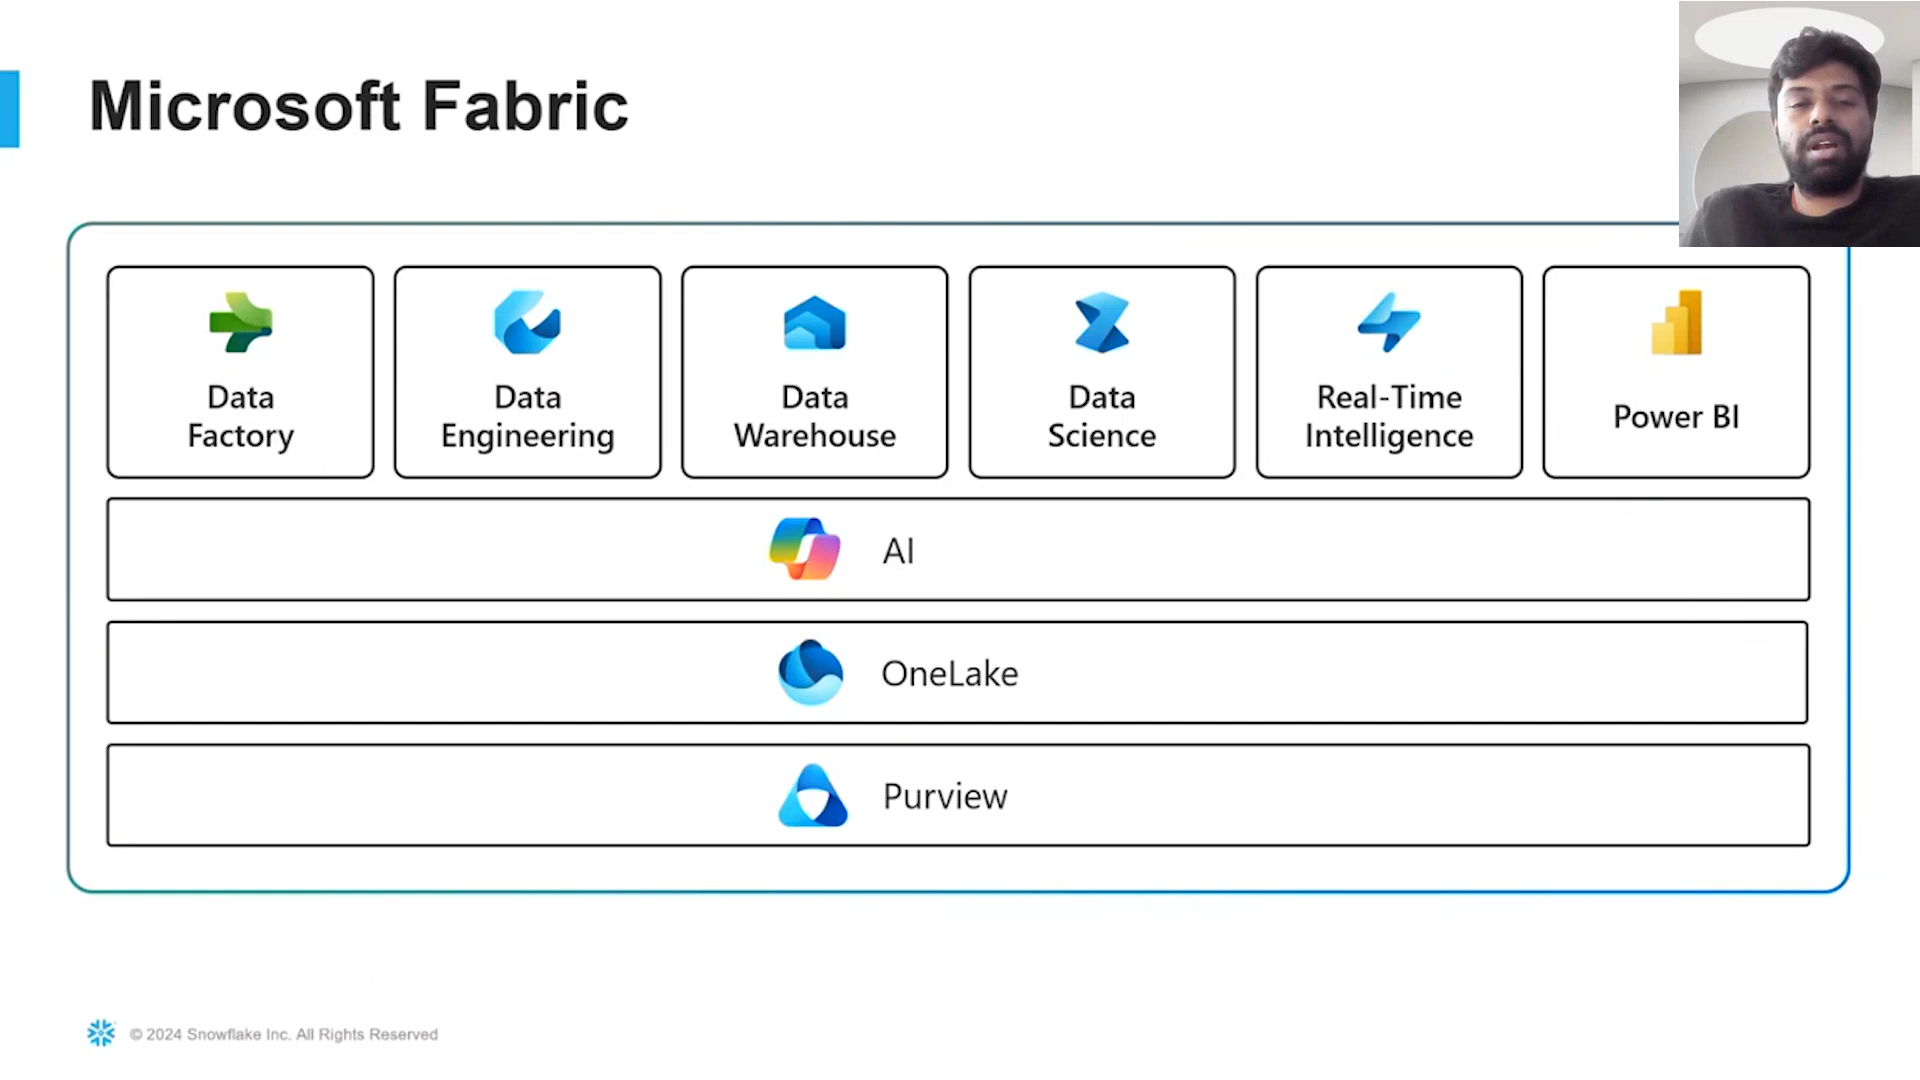 Microsoft Fabric
Data
Factory
Data
Engineering
Data
Warehouse
Data
Science
Real-Time
Intelligence
Power BI
AI
OneLake
Purview
© 2024 Snowflake Inc. All Rights Reserved